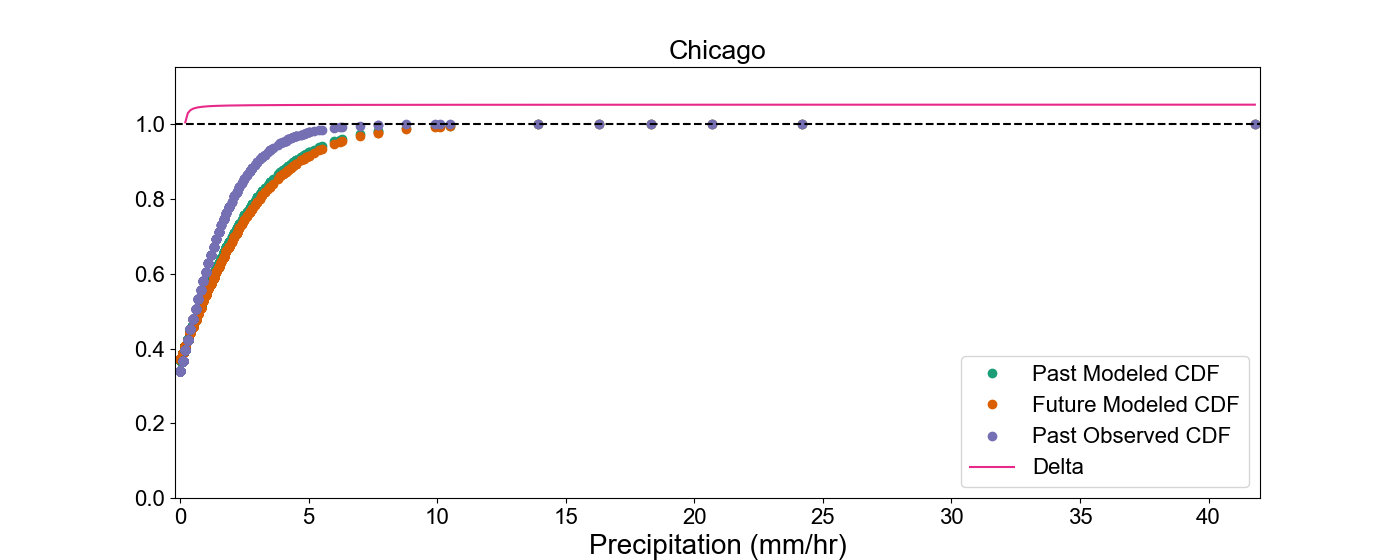 Chicago
1.0
0.8
0.6
0.4
0.2
0.0
0 5 10 15 20 25 30 35 40
Precipitation (mm/hr)
Past Modeled CDF
Future Modeled CDF
Past Observed CDF
Delta